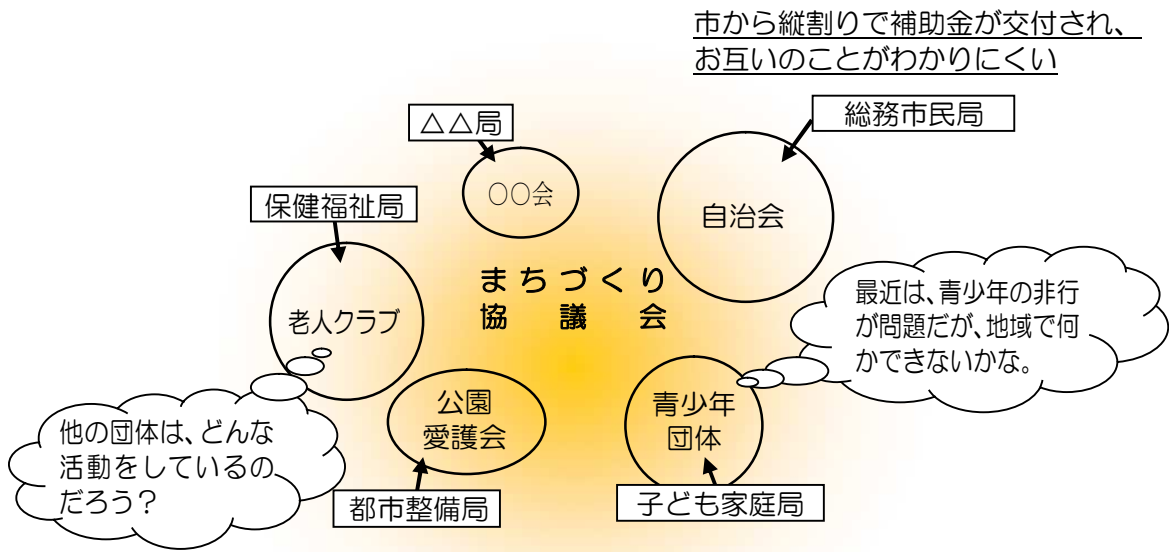 市から縦割りで補助金が交付され、
お互いのことがわかりにくい
総務市民局
△△局
〇〇会
自治会
保健福祉局
老人クラブ
まちづくり
協議会
最近は、青少年の非行
が問題だが、地域で何
かできないかな。
公園
愛護会
青少年
団体
他の団体は、どんな
活動をしているの
だろう？
都市整備局
子ども家庭局